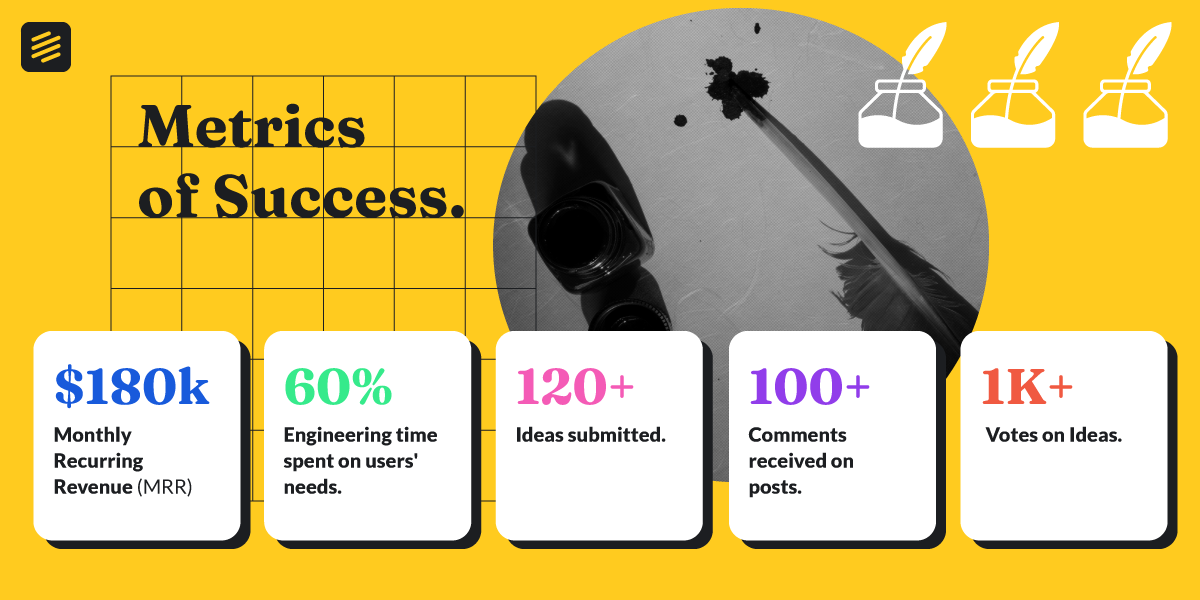 Metrics
of Success.
$180k
Monthly
Recurring
Revenue (MRR)
60%
Engineering time
spent on users'
needs.
120+
Ideas submitted.
100+
Comments
received on
posts.
1K+
Votes on Ideas.